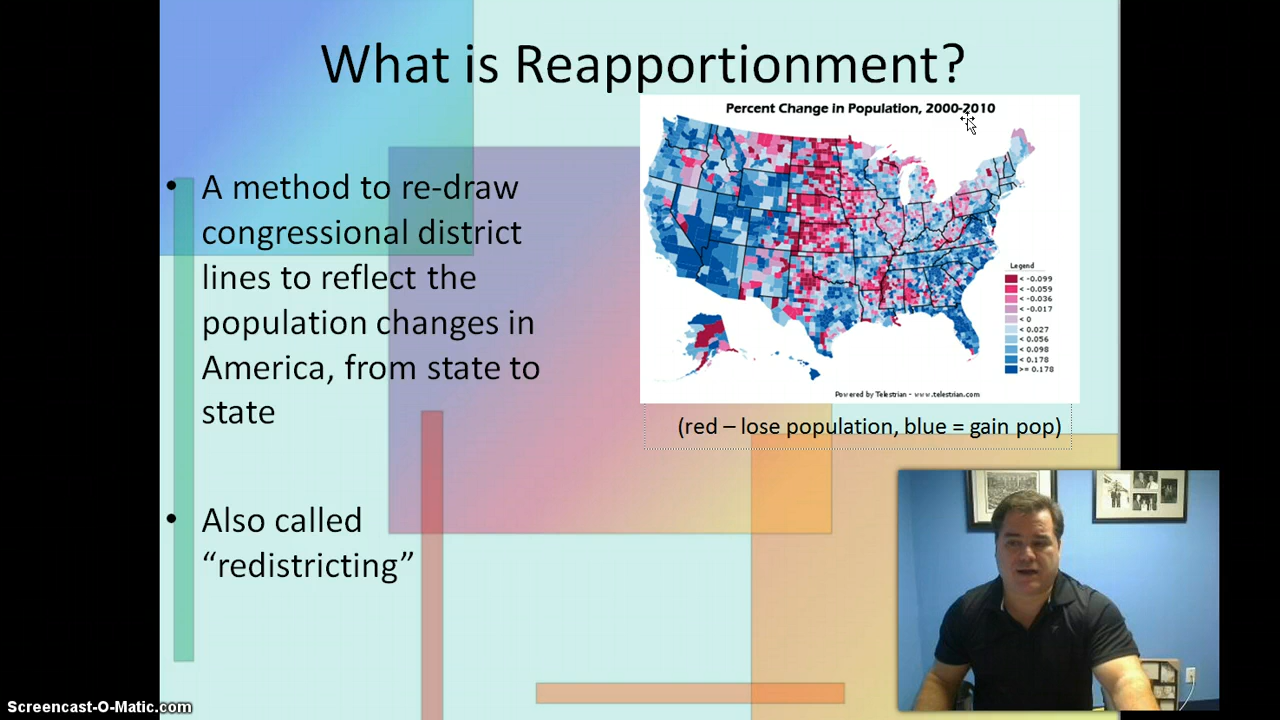 What is Reapportionment?
Percent Change in Population, 2000-2010
• A method to re-draw
congressional district
lines to reflect the
population changes in
America, from state to
state
Legend
< -0.099
< -0.059
< -0.036
< -0.017
< 0
< 0.027
< 0.056
< 0.098
< 0.178
>= 0.178
Powered by Telestrian - www.telestrian.com
(red – lose population, blue = gain pop)
• Also called
“redistricting”
Screencast-O-Matic.com